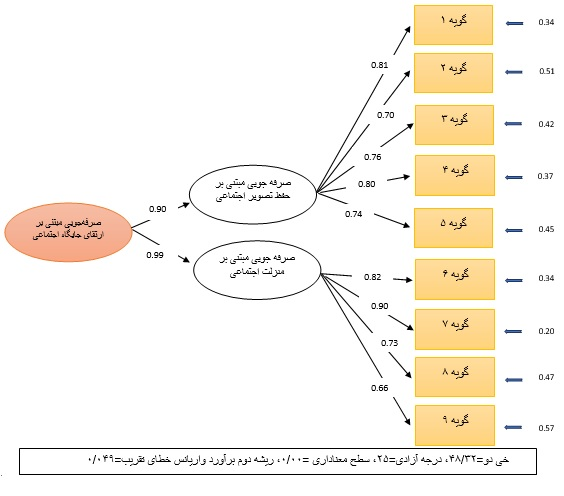 گویه ۱
0.34
0.81
گویه ۲
0.51
0.70
گویه ۳
0.42
0.76
صرفه جویی مبتنی بر
حفظ تصویر اجتماعی
گویه ۴
0.37
0.80
0.90
گویه ۵
0.45
0.74
صرفه‌جویی مبتنی بر
ارتقای جایگاه اجتماعی
0.99
صرفه جویی مبتنی بر
منزلت اجتماعی
گویه ۶
0.34
0.82
گویه ۷
0.20
0.90
گویه ۸
0.47
0.73
گویه ۹
0.57
0.66
خی دو=۴۸/۳۲، درجه آزادی=۲۵، سطح معناداری =۰/۰۰، ریشه دوم برآورد واریانس خطای تقریب=۰/۰۴۹